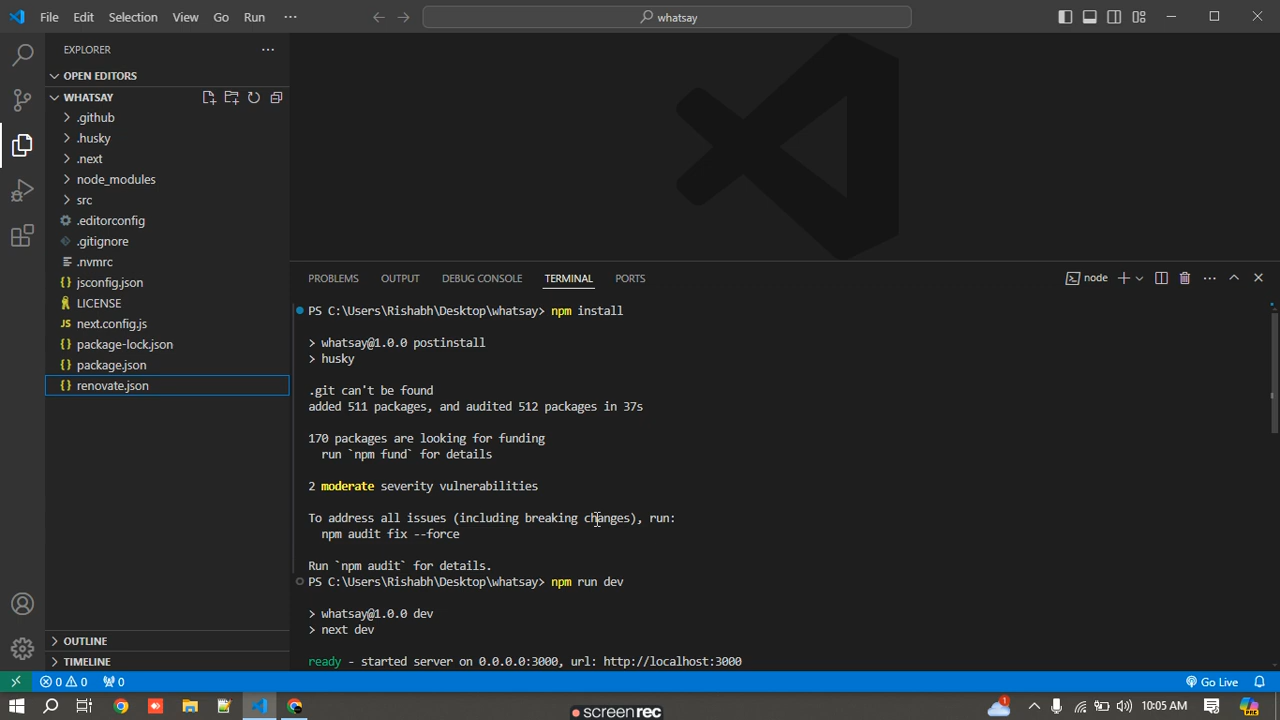 File Edit Selection View Go Run ··· whatsay
EXPLORER ···
OPEN EDITORS
WHATSAY
.github
.husky
.next
node_modules
src
.editorconfig
.gitignore
.nvmrc
{} jsconfig.json
LICENSE
JS next.config.js
{} package-lock.json
{} package.json
{} renovate.json
OUTLINE
TIMELINE
PROBLEMS OUTPUT DEBUG CONSOLE TERMINAL PORTS node
PS C:\Users\Rishabh\Desktop\whatsay> npm install
> whatsay@1.0.0 postinstall
> husky
.git can't be found
added 511 packages, and audited 512 packages in 37s
170 packages are looking for funding
run `npm fund` for details
2 moderate severity vulnerabilities
To address all issues (including breaking changes), run:
npm audit fix --force
Run `npm audit` for details.
PS C:\Users\Rishabh\Desktop\whatsay> npm run dev
> whatsay@1.0.0 dev
> next dev
ready - started server on 0.0.0.0:3000, url: http://localhost:3000
0 0 0 Go Live
1 10:05 AM PRE
screenrec